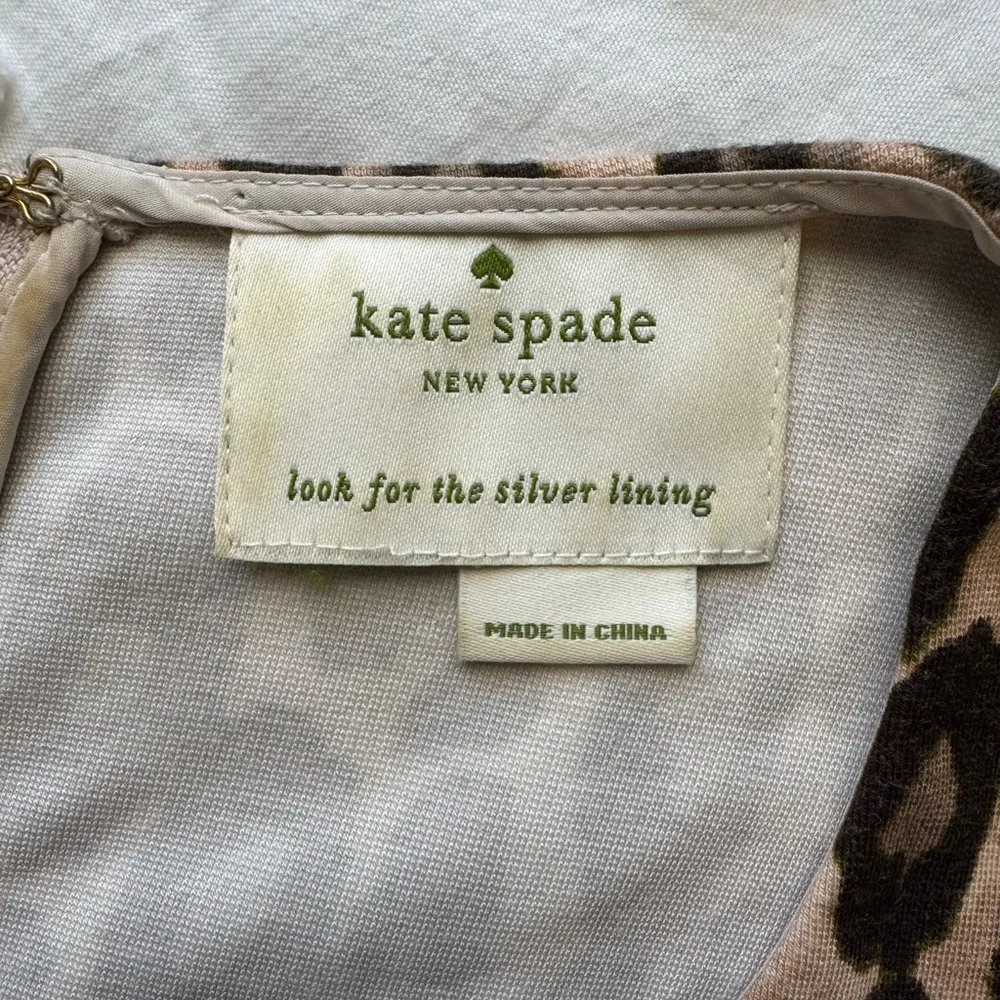 kate spade
NEW YORK
look for the silver lining
MADE IN CHINA